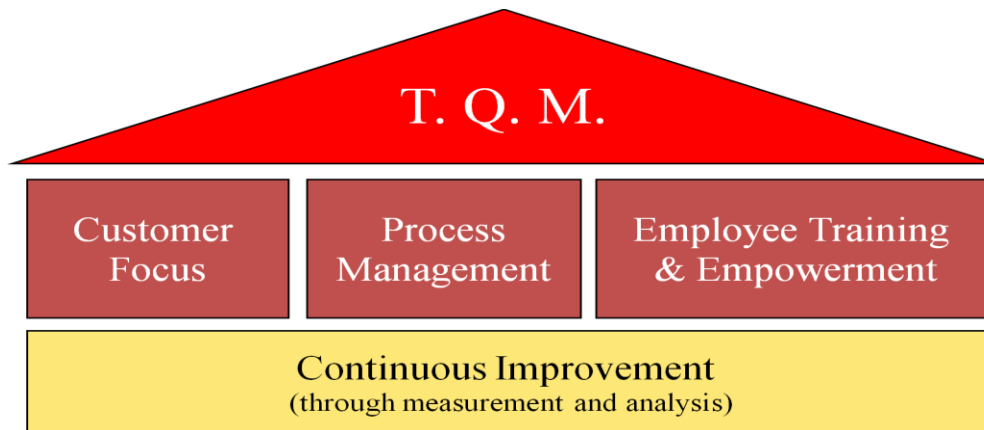 T. Q. M.
Customer
Focus
Process
Management
Employee Training
& Empowerment
Continuous Improvement
(through measurement and analysis)